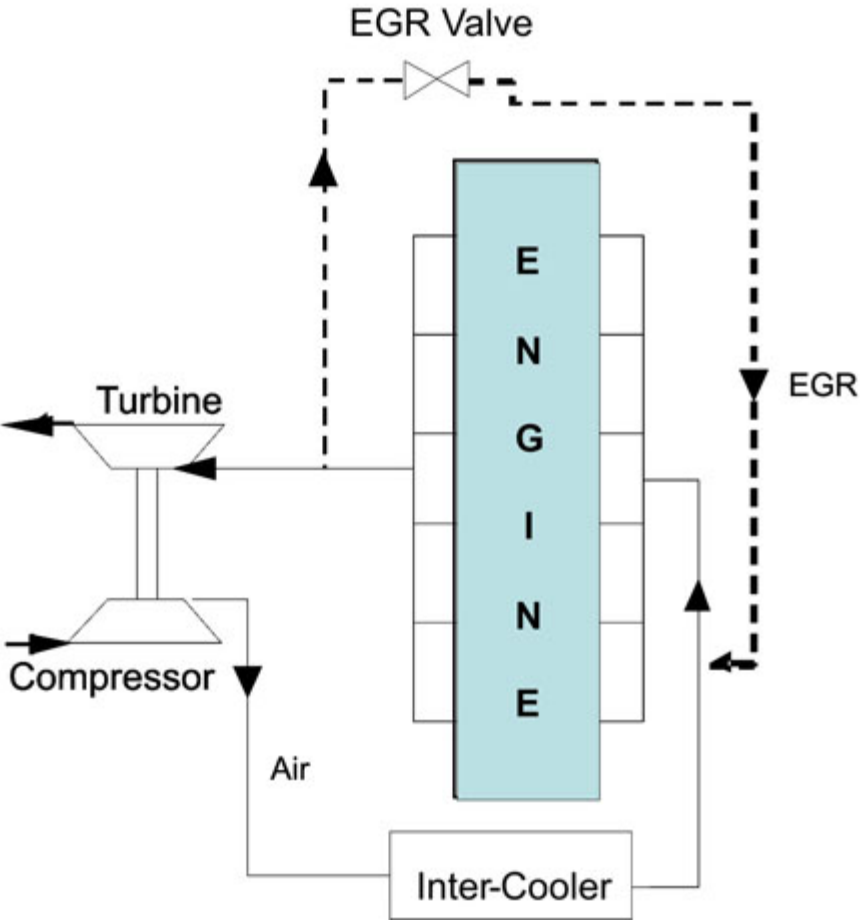 EGR Valve
E
N
G
I
N
E
EGR
Turbine
Compressor
Air
Inter-Cooler